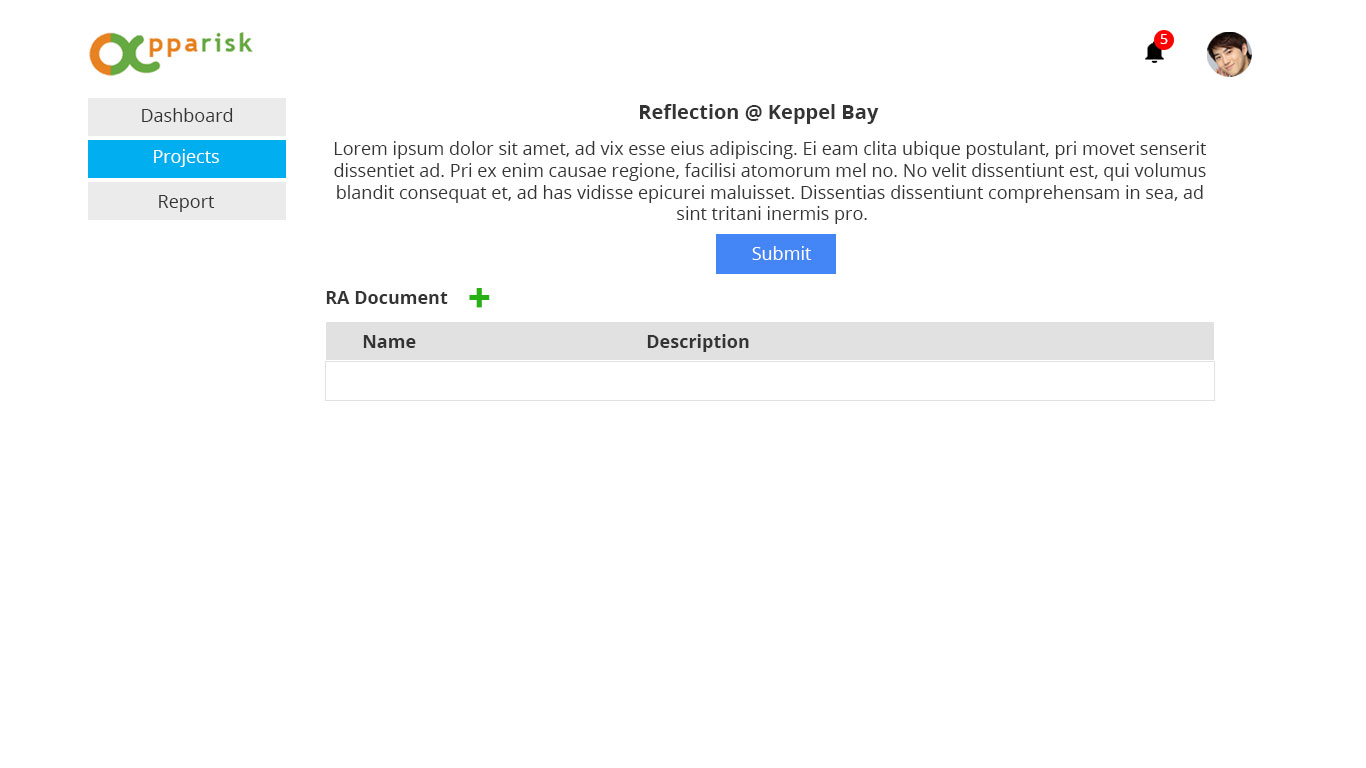 pparisk
5
Dashboard
Projects
Report
Reflection @ Keppel Bay
Lorem ipsum dolor sit amet, ad vix esse eius adipiscing. Ei eam clita ubique postulant, pri movet senserit
dissentiet ad. Pri ex enim causae regione, facilisi atomorum mel no. No velit dissentiunt est, qui volumus
blandit consequat et, ad has vidisse epicurei maluisset. Dissentias dissentiunt comprehensam in sea, ad
sint tritani inermis pro.
Submit
RA Document
Name Description